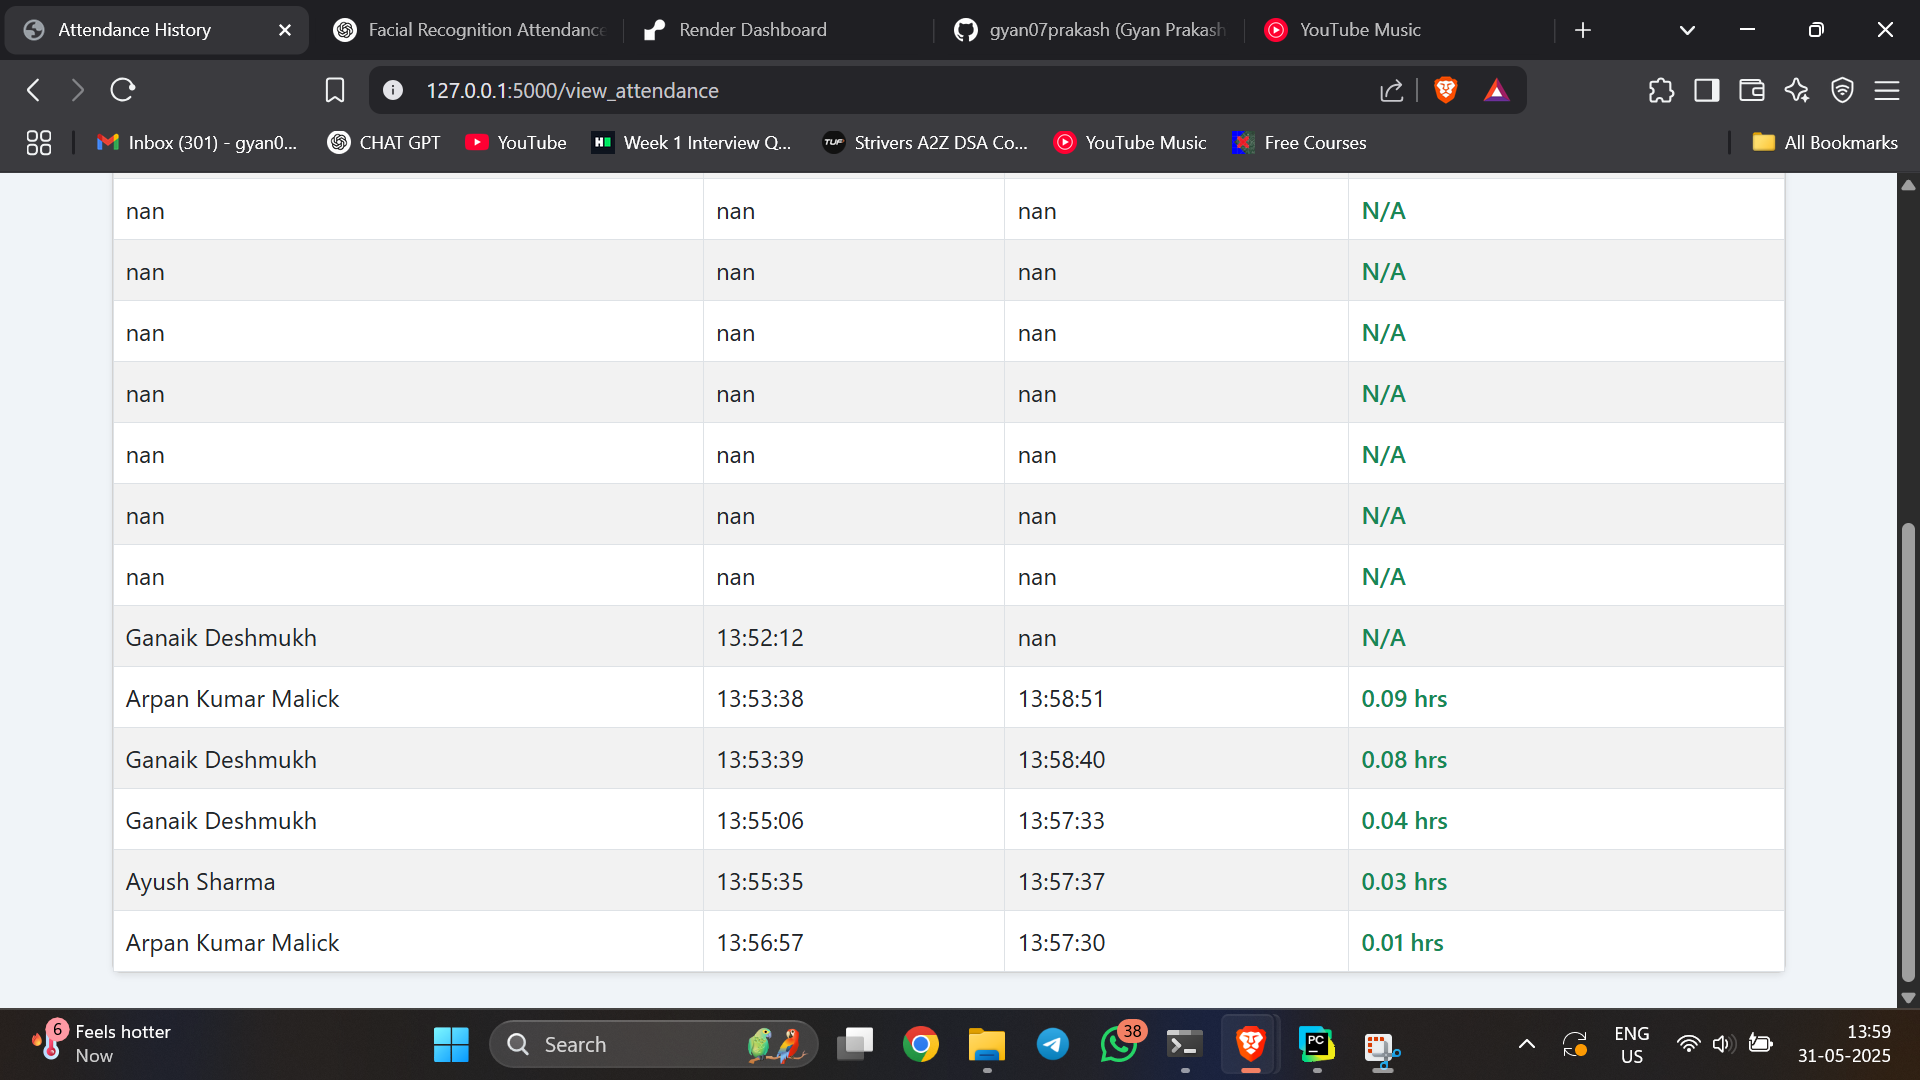 Attendance History
Facial Recognition Attendance
Render Dashboard
gyan07prakash (Gyan Prakash
YouTube Music
127.0.0.1:5000/view_attendance
Inbox (301) - gyan0...
CHAT GPT
YouTube
Week 1 Interview Q...
TUF
Strivers A2Z DSA Co...
YouTube Music
Free Courses
All Bookmarks
nan nan nan N/A
nan nan nan N/A
nan nan nan N/A
nan nan nan N/A
nan nan nan N/A
nan nan nan N/A
nan nan nan N/A
Ganaik Deshmukh 13:52:12 nan N/A
Arpan Kumar Malick 13:53:38 13:58:51 0.09 hrs
Ganaik Deshmukh 13:53:39 13:58:40 0.08 hrs
Ganaik Deshmukh 13:55:06 13:57:33 0.04 hrs
Ayush Sharma 13:55:35 13:57:37 0.03 hrs
Arpan Kumar Malick 13:56:57 13:57:30 0.01 hrs
6
Feels hotter
Now
Search
38
PC
ENG
US
13:59
31-05-2025